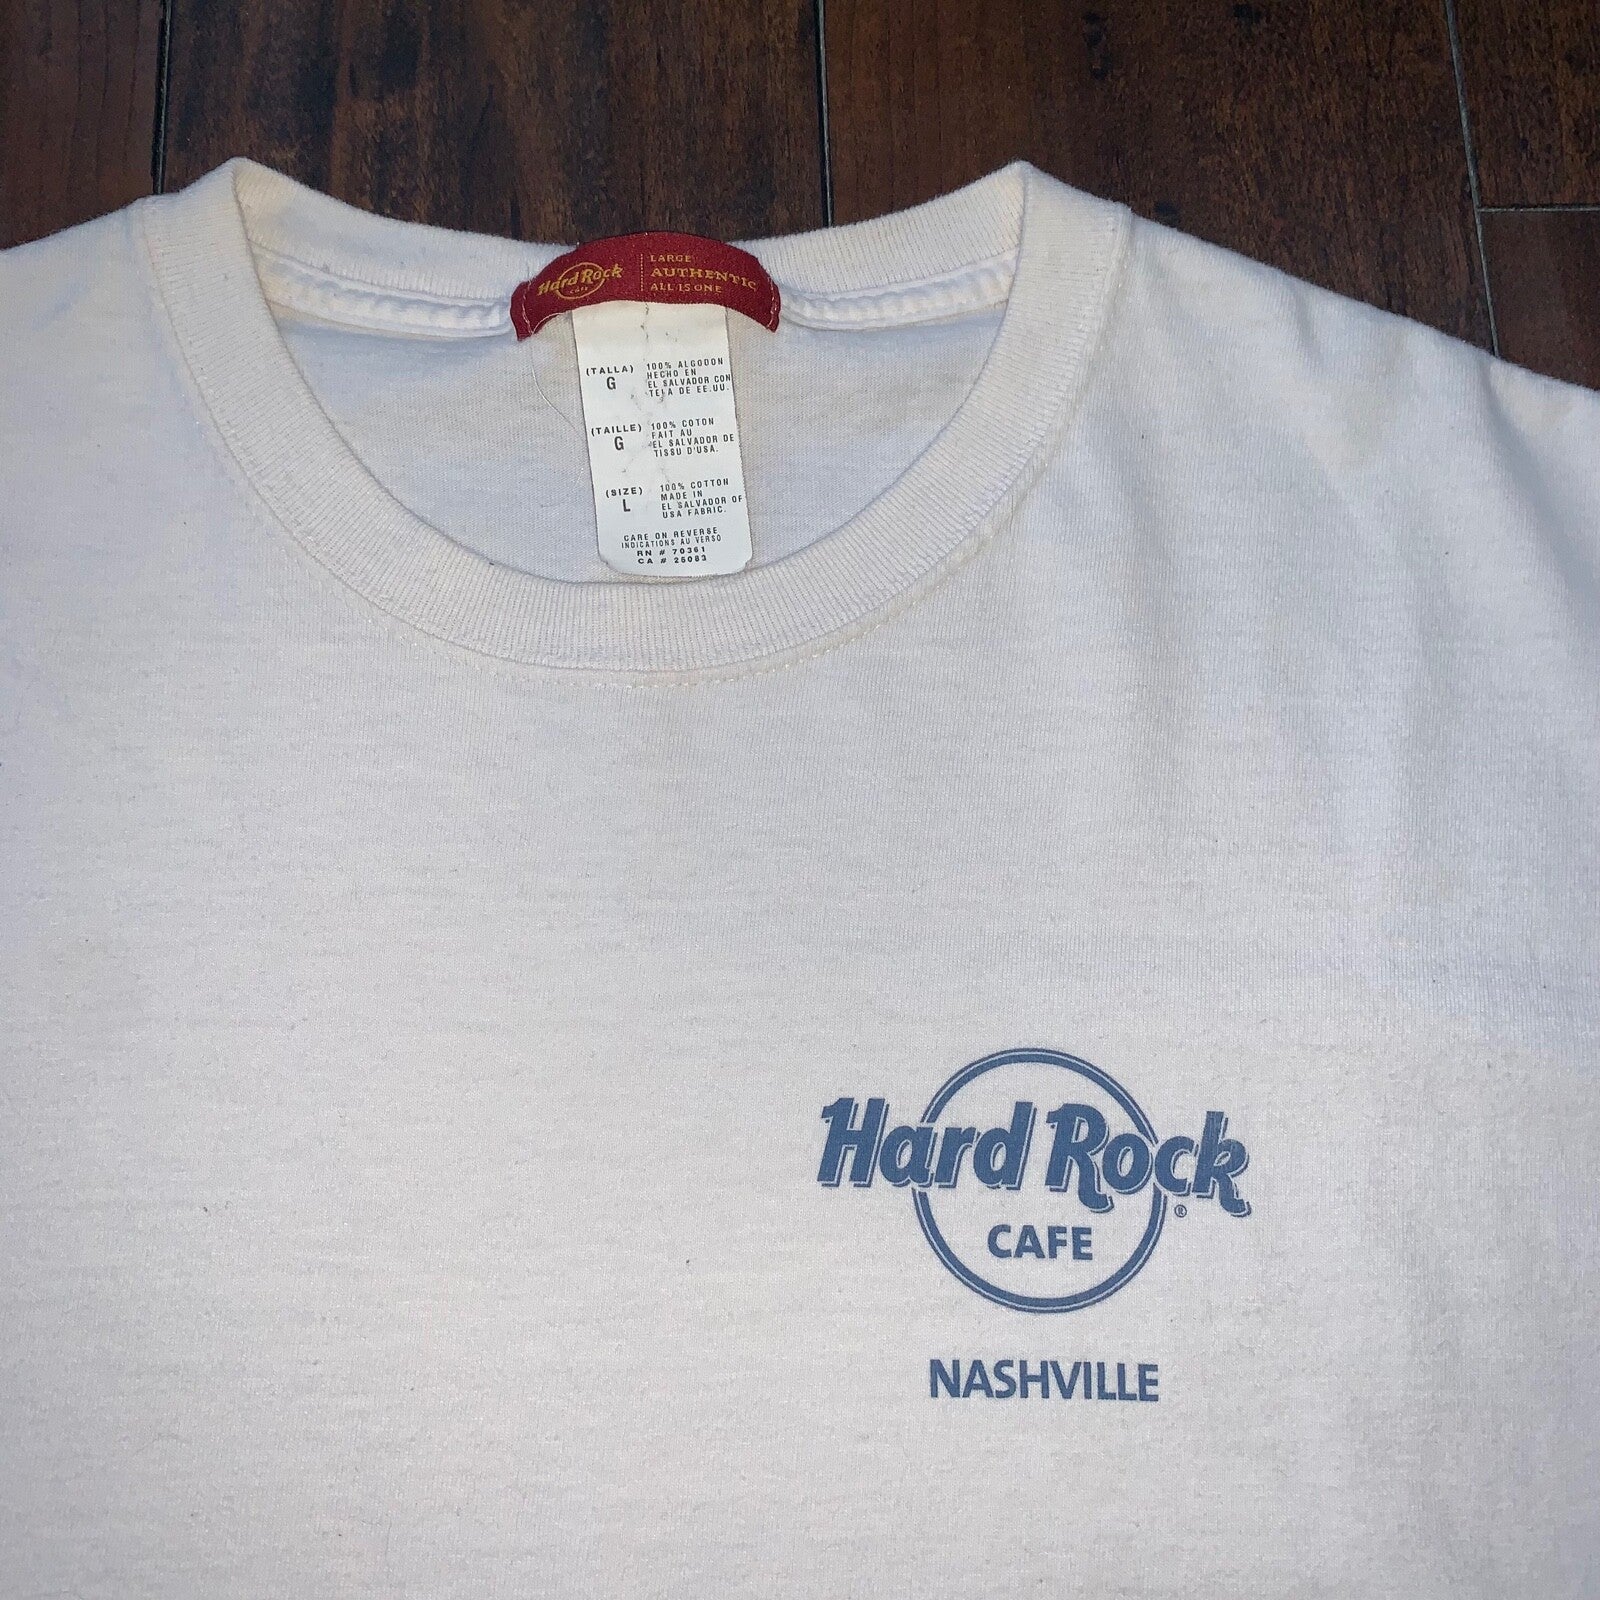 Hard Rock
cafe
LARGE
AUTHENTIC
ALL IS ONE
(TALLA)
G
100% ALGODON
HECHO EN
EL SALVADOR CON
TELA DE EE.UU.
(TAILLE)
G
100% COTON
FAIT AU
EL SALVADOR DE
TISSU D'USA.
(SIZE)
L
100% COTTON
MADE IN
EL SALVADOR OF
USA FABRIC.
CARE ON REVERSE
INDICATIONS AU VERSO
RN # 70361
CA # 25083
Hard Rock
®
CAFE
NASHVILLE